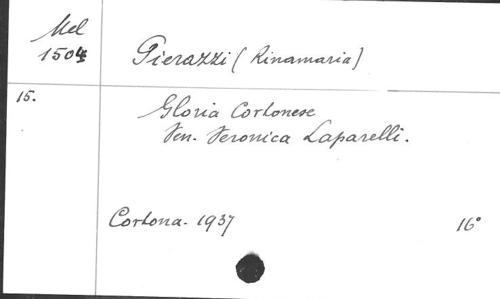 Mel
1504
Pierazzi (Rinamaria)
15.
Gloria Cortonese
Ven. Veronica Laparelli.
Cortona. 1937
16°